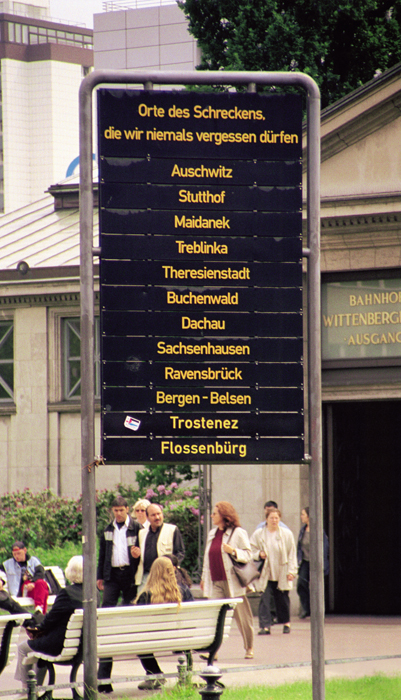 Orte des Schreckens,
die wir niemals vergessen dürfen
Auschwitz
Stutthof
Maidanek
Treblinka
Theresienstadt
Buchenwald
Dachau
Sachsenhausen
Ravensbrück
Bergen - Belsen
Trostenez
Flossenbürg
BAHNHOF
WITTENBERG
AUSGANG